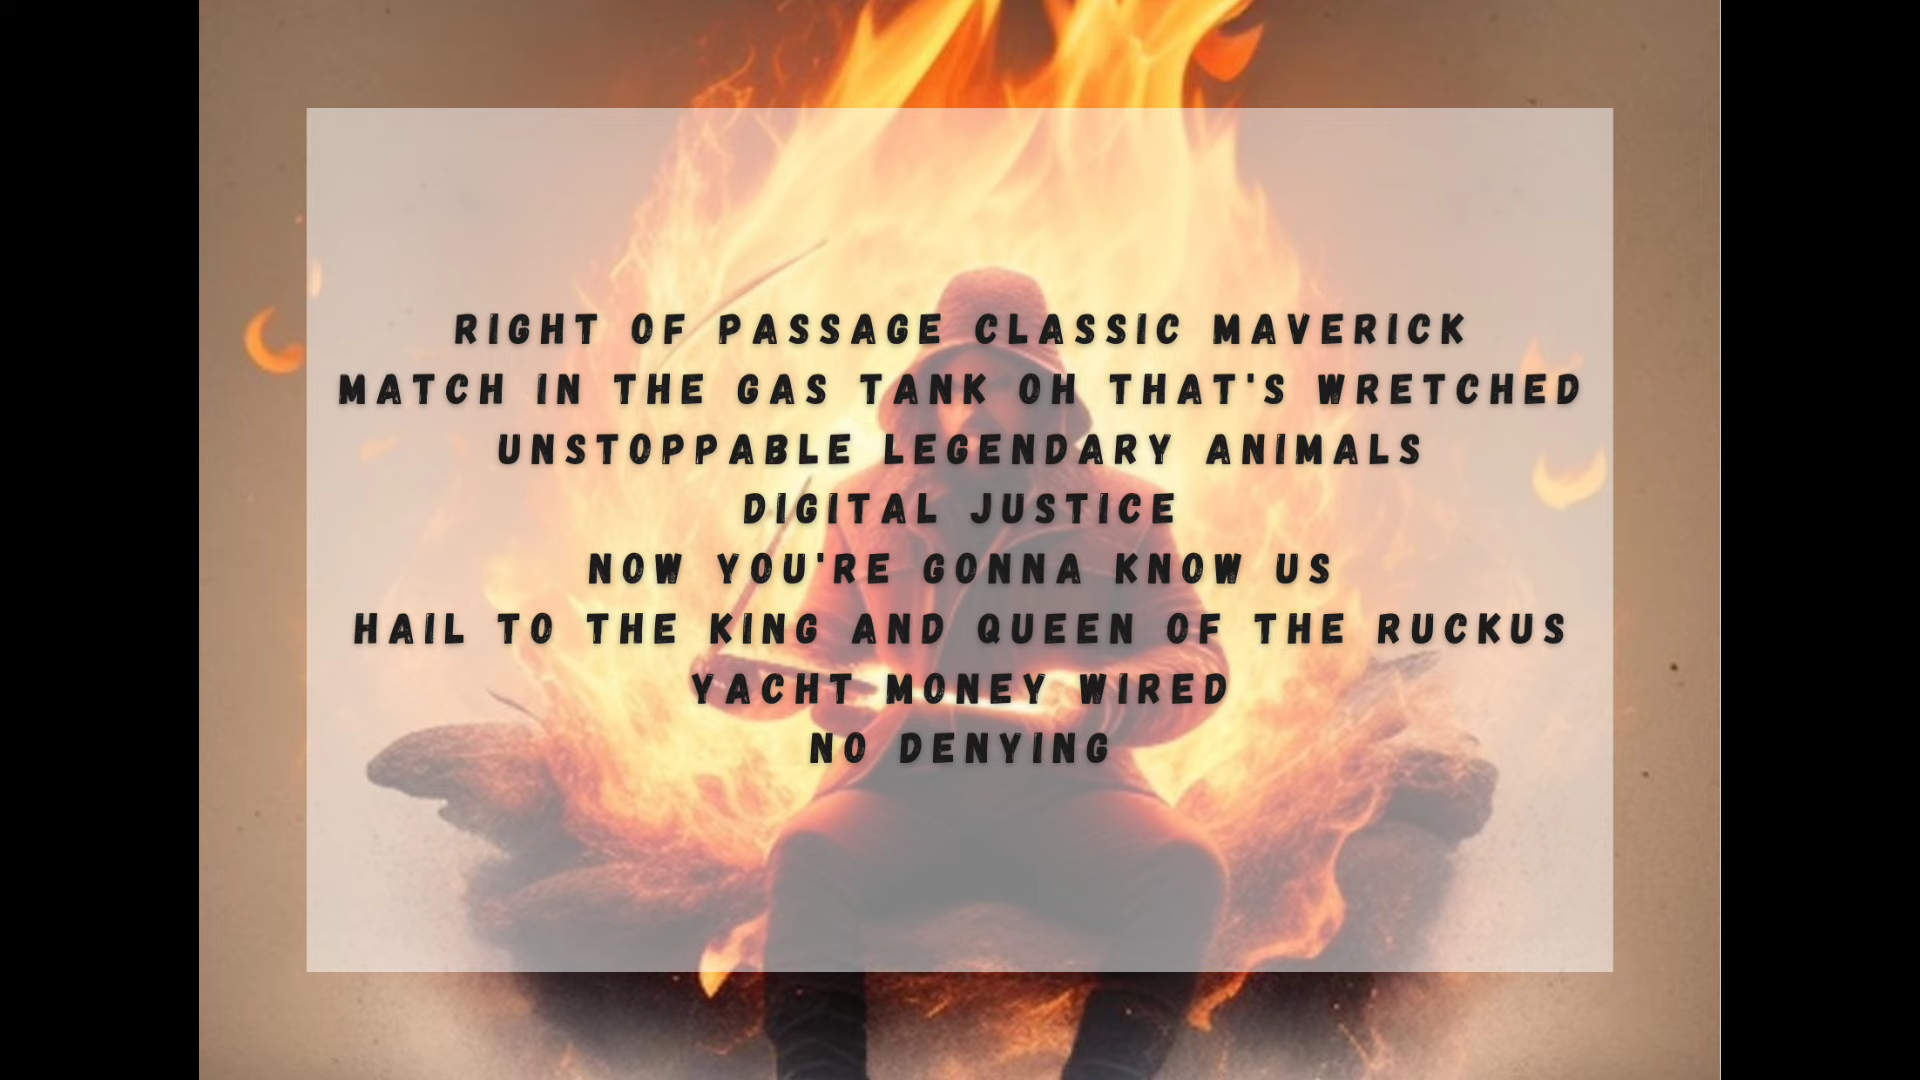 RIGHT OF PASSAGE CLASSIC MAVERICK
MATCH IN THE GAS TANK OH THAT'S WRETCHED
UNSTOPPABLE LEGENDARY ANIMALS
DIGITAL JUSTICE
NOW YOU'RE GONNA KNOW US
HAIL TO THE KING AND QUEEN OF THE RUCKUS
YACHT MONEY WIRED
NO DENYING